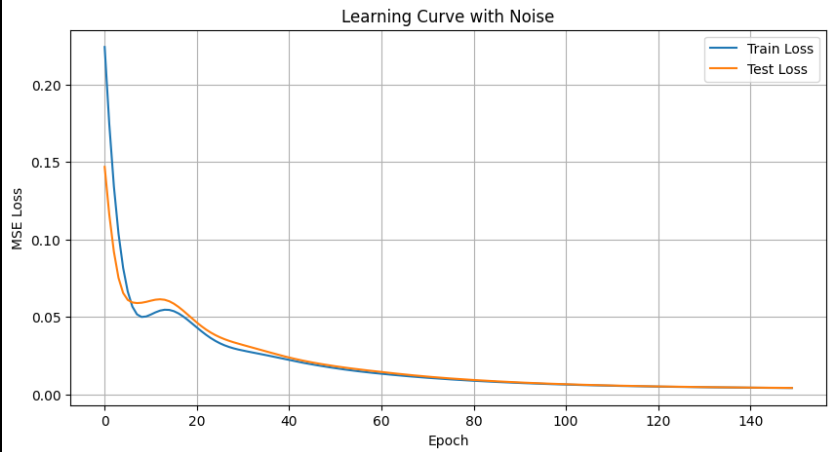 Learning Curve with Noise
Train Loss
Test Loss
MSE Loss
0.20
0.15
0.10
0.05
0.00
0 20 40 60 80 100 120 140
Epoch